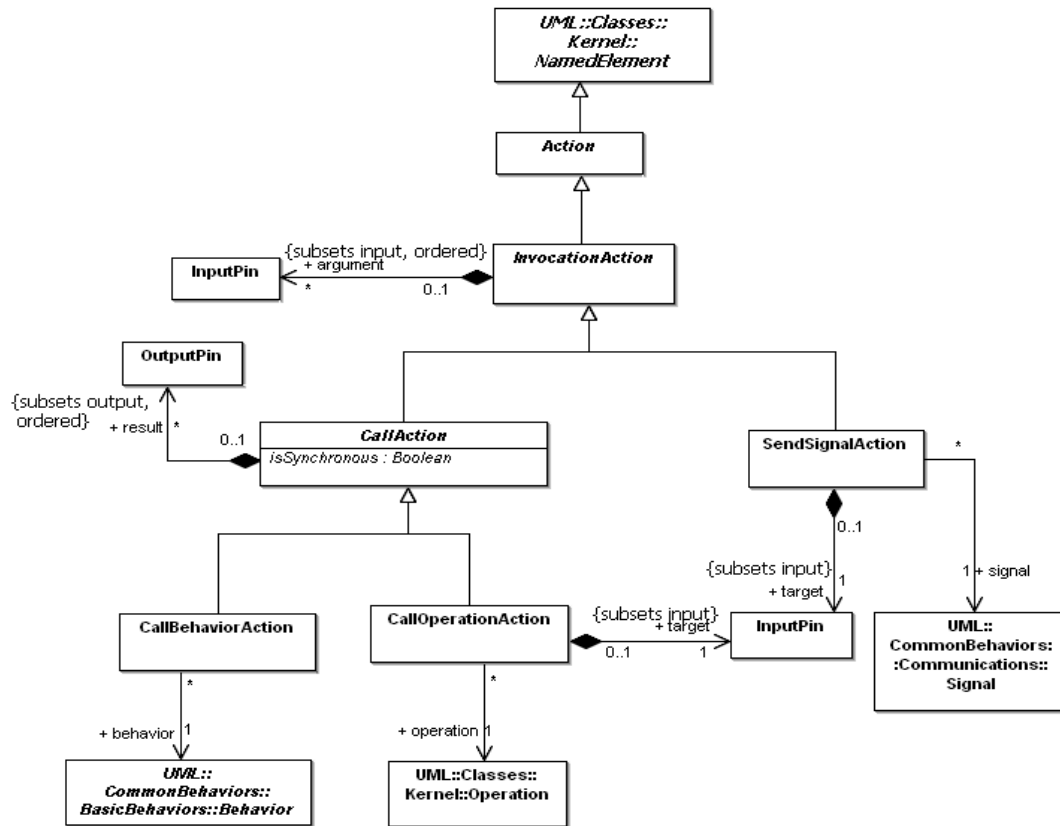 UML::Classes::
Kernel::
NamedElement
Action
{subsets input, ordered}
+ argument
InputPin
*
0..1
InvocationAction
OutputPin
{subsets output,
ordered}
+ result
*
0..1
CallAction
isSynchronous : Boolean
SendSignalAction
*
0..1
{subsets input}
1
+ target
1 + signal
CallBehaviorAction
CallOperationAction
{subsets input}
+ target
0..1
1
InputPin
UML::
CommonBehaviors:
:Communications::
Signal
*
+ behavior
1
*
+ operation
1
UML::
CommonBehaviors::
BasicBehaviors::Behavior
UML::Classes::
Kernel::Operation